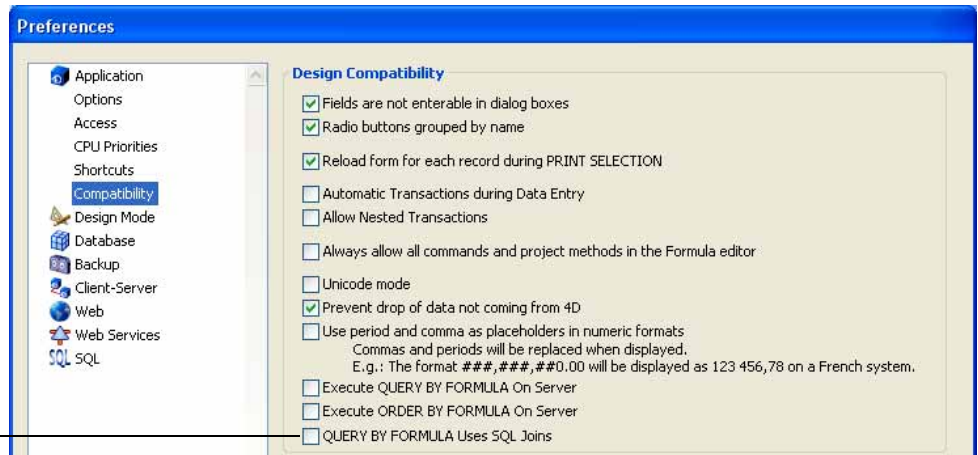 Preferences
Application
Options
Access
CPU Priorities
Shortcuts
Compatibility
Design Mode
Database
Backup
Client-Server
Web
Web Services
SQL SQL
Design Compatibility
Fields are not enterable in dialog boxes
Radio buttons grouped by name
Reload form for each record during PRINT SELECTION
Automatic Transactions during Data Entry
Allow Nested Transactions
Always allow all commands and project methods in the Formula editor
Unicode mode
Prevent drop of data not coming from 4D
Use period and comma as placeholders in numeric formats
Commas and periods will be replaced when displayed.
E.g.: The format ###,###,##0.00 will be displayed as 123 456,78 on a French system.
Execute QUERY BY FORMULA On Server
Execute ORDER BY FORMULA On Server
QUERY BY FORMULA Uses SQL Joins